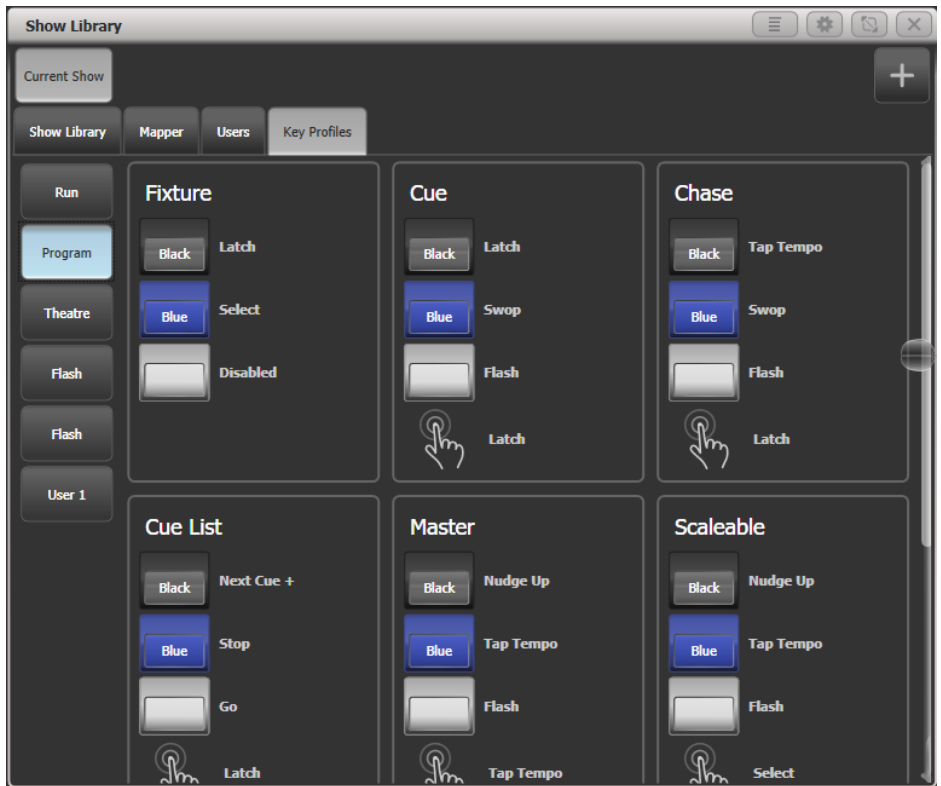 Show Library
Current Show
Show Library Mapper Users Key Profiles
Run
Program
Theatre
Flash
Flash
User 1
Fixture
Black Latch
Blue Select
Disabled
Cue
Black Latch
Blue Swop
Flash
Latch
Chase
Black Tap Tempo
Blue Swop
Flash
Latch
Cue List
Black Next Cue +
Blue Stop
Go
Latch
Master
Black Nudge Up
Blue Tap Tempo
Flash
Tap Tempo
Scaleable
Black Nudge Up
Blue Tap Tempo
Flash
Select